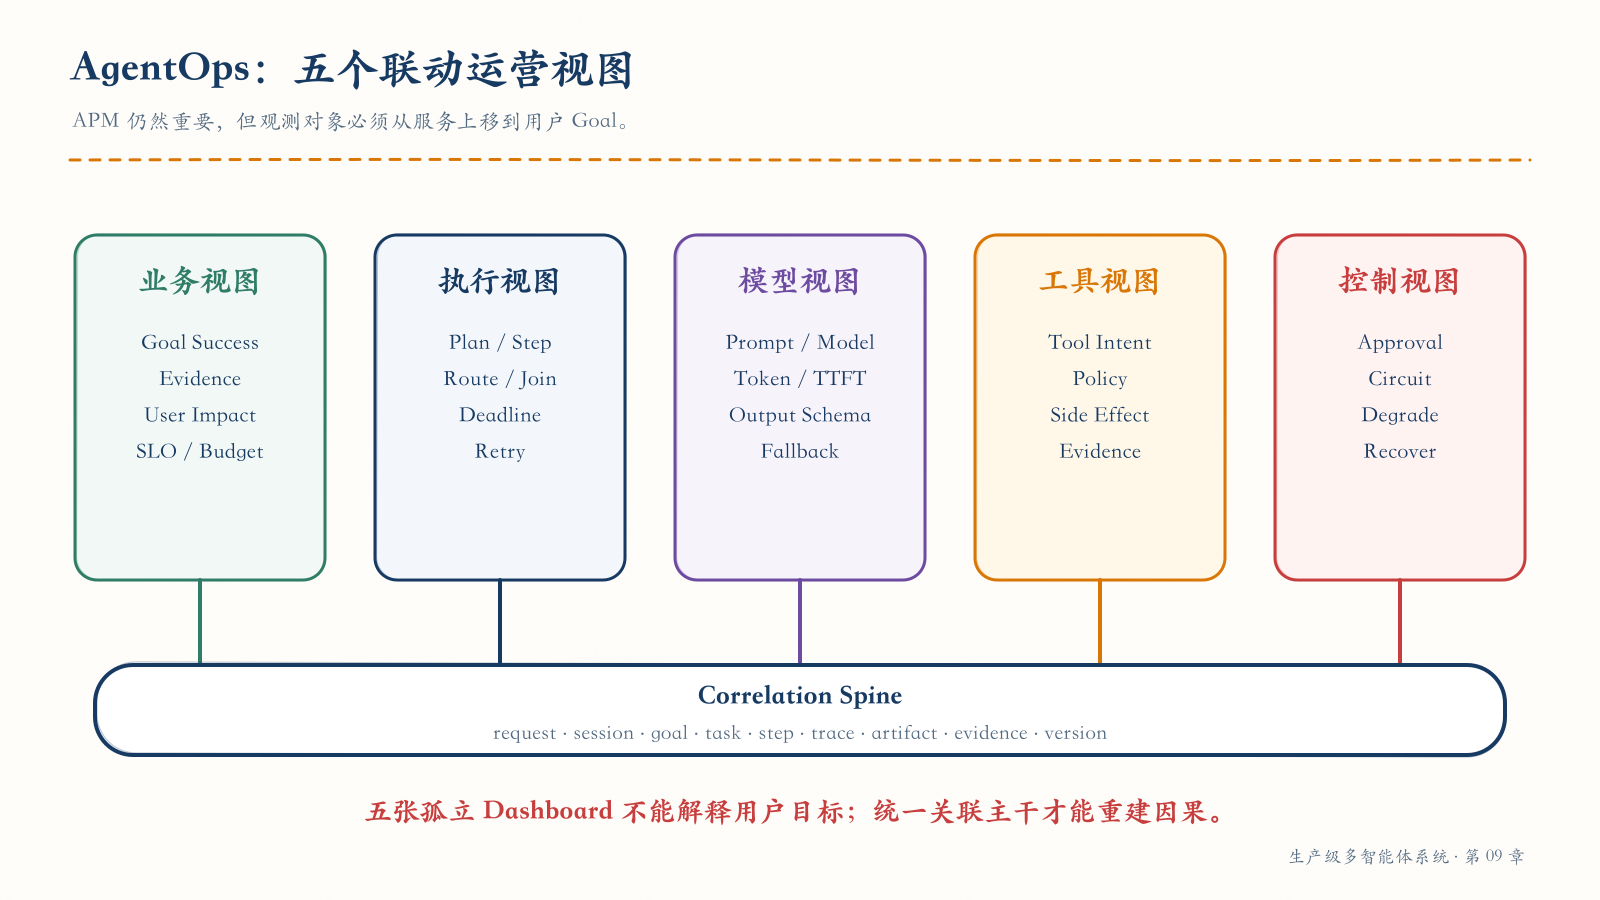 AgentOps：五个联动运营视图
APM 仍然重要，但观测对象必须从服务上移到用户 Goal。
业务视图
Goal Success
Evidence
User Impact
SLO / Budget
执行视图
Plan / Step
Route / Join
Deadline
Retry
模型视图
Prompt / Model
Token / TTFT
Output Schema
Fallback
工具视图
Tool Intent
Policy
Side Effect
Evidence
控制视图
Approval
Circuit
Degrade
Recover
Correlation Spine
request · session · goal · task · step · trace · artifact · evidence · version
五张孤立 Dashboard 不能解释用户目标；统一关联主干才能重建因果。
生产级多智能体系统 · 第 09 章